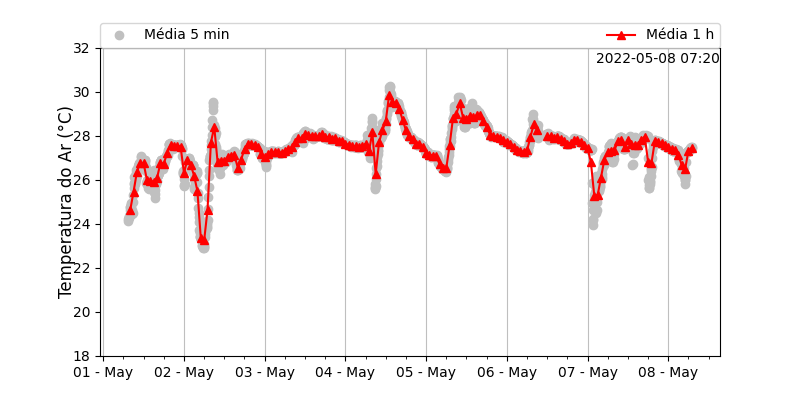 Média 5 min
Média 1 h
2022-05-08 07:20
Temperatura do Ar (°C)
32
30
28
26
24
22
20
18
01 - May
02 - May
03 - May
04 - May
05 - May
06 - May
07 - May
08 - May